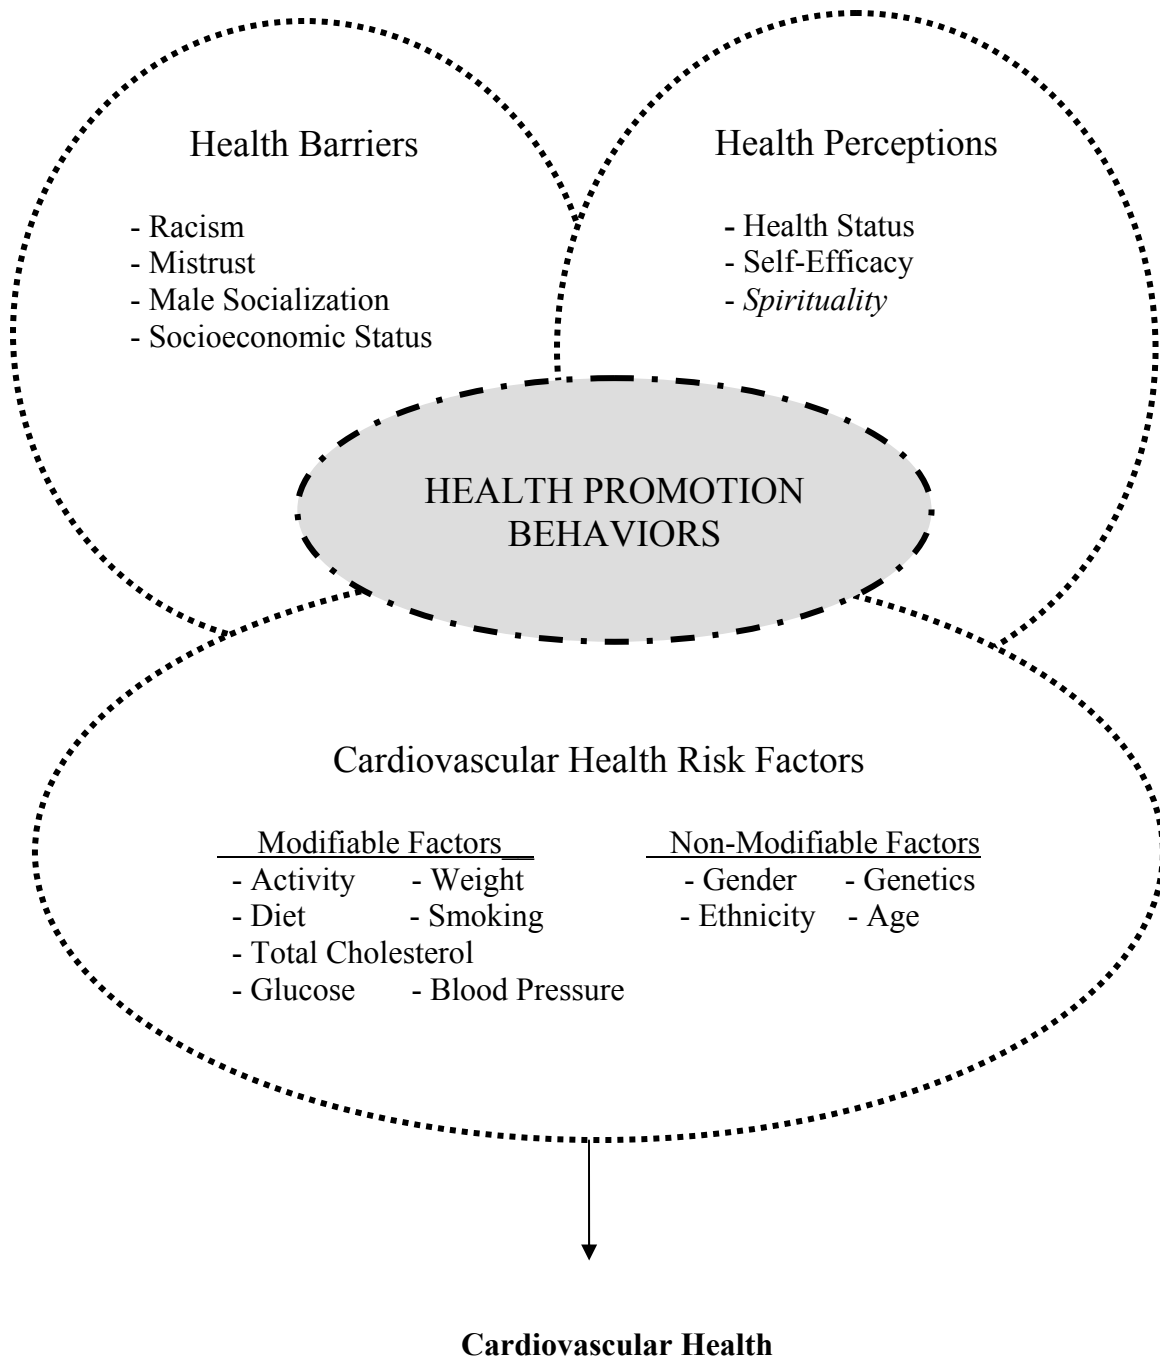 Health Barriers
- Racism
- Mistrust
- Male Socialization
- Socioeconomic Status
Health Perceptions
- Health Status
- Self-Efficacy
- Spirituality
HEALTH PROMOTION
BEHAVIORS
Cardiovascular Health Risk Factors
Modifiable Factors
- Activity - Weight
- Diet - Smoking
- Total Cholesterol
- Glucose - Blood Pressure
Non-Modifiable Factors
- Gender - Genetics
- Ethnicity - Age
Cardiovascular Health